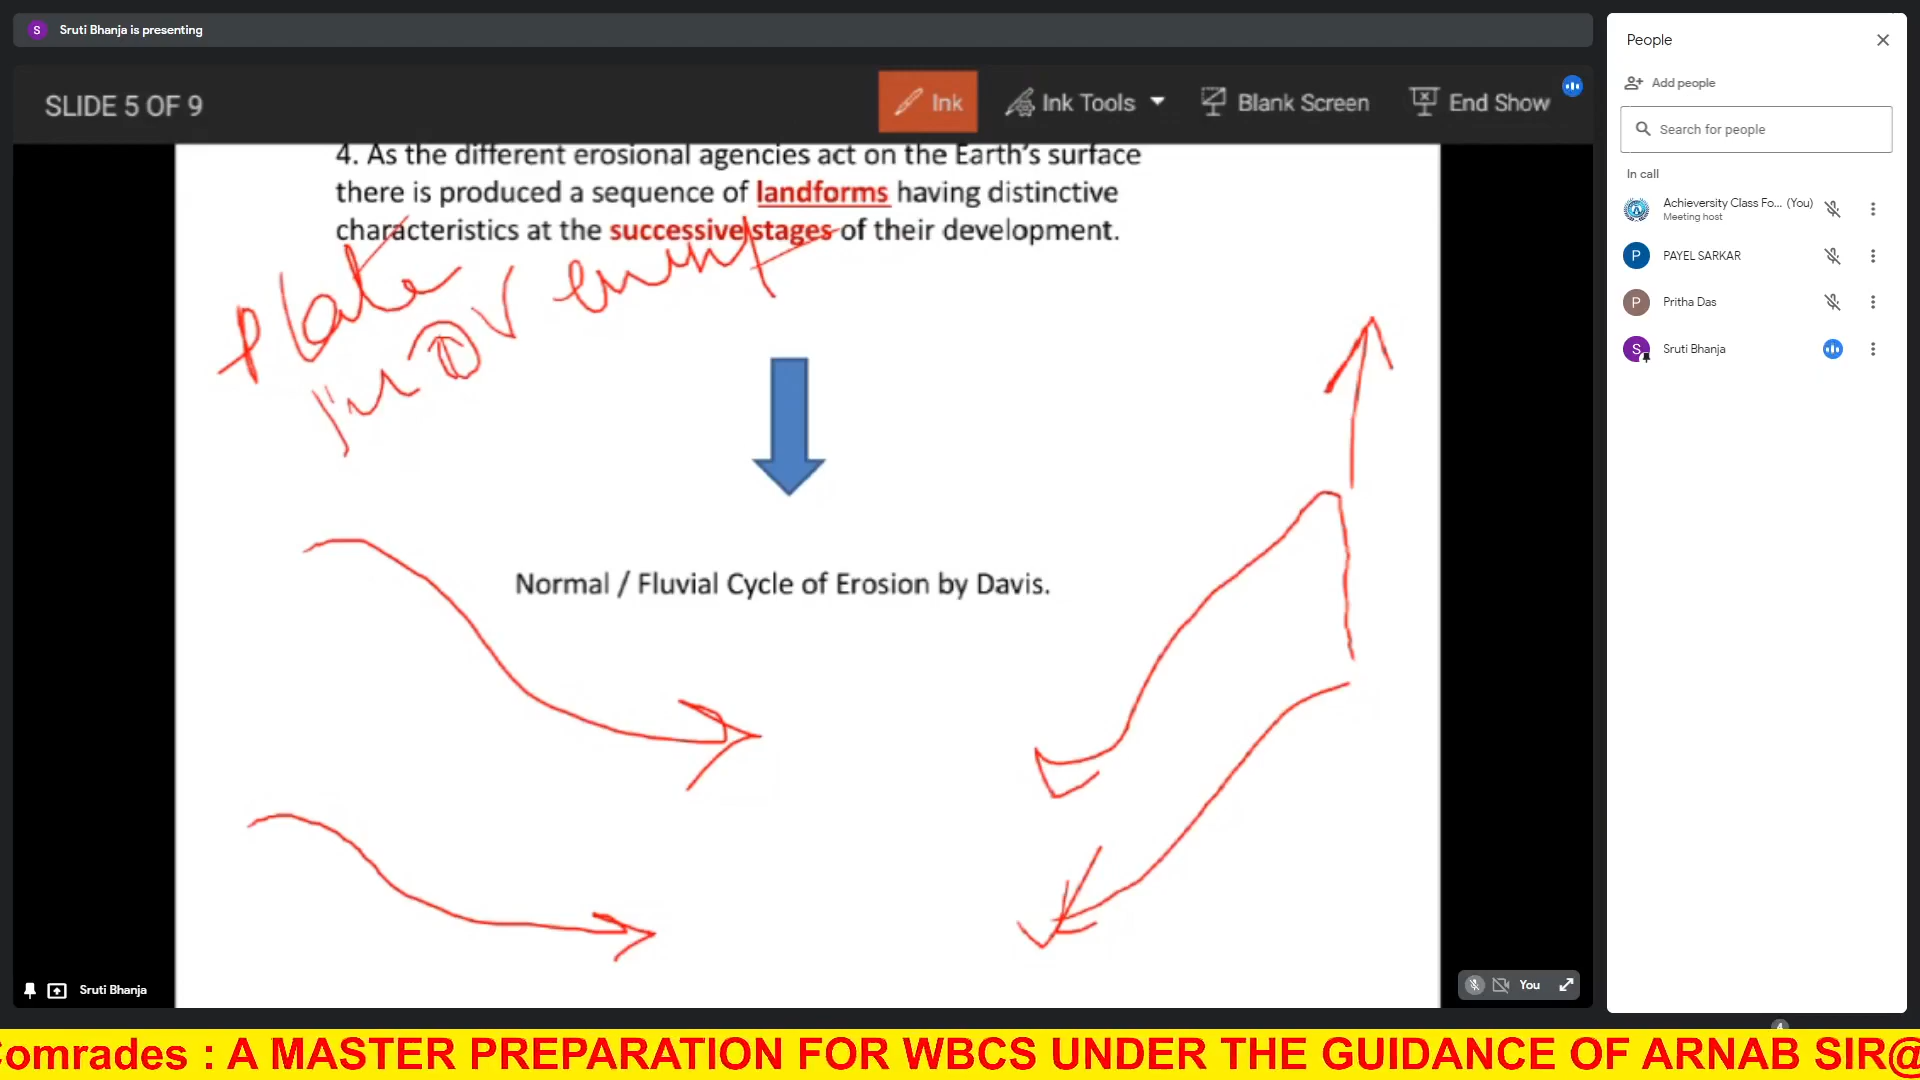 Sruti Bhanja is presenting
SLIDE 5 OF 9
Ink
Ink Tools
Blank Screen
End Show
4. As the different erosional agencies act on the Earth's surface
there is produced a sequence of landforms having distinctive
characteristics at the successive stages of their development.
plate
Normal / Fluvial Cycle of Erosion by Davis.
Sruti Bhanja
You
People
Add people
Search for people
In call
Achieversity Class Fo... (You)
Meeting host
P
PAYEL SARKAR
P
Pritha Das
S
Sruti Bhanja
4
Comrades : A MASTER PREPARATION FOR WBCS UNDER THE GUIDANCE OF ARNAB SIR@